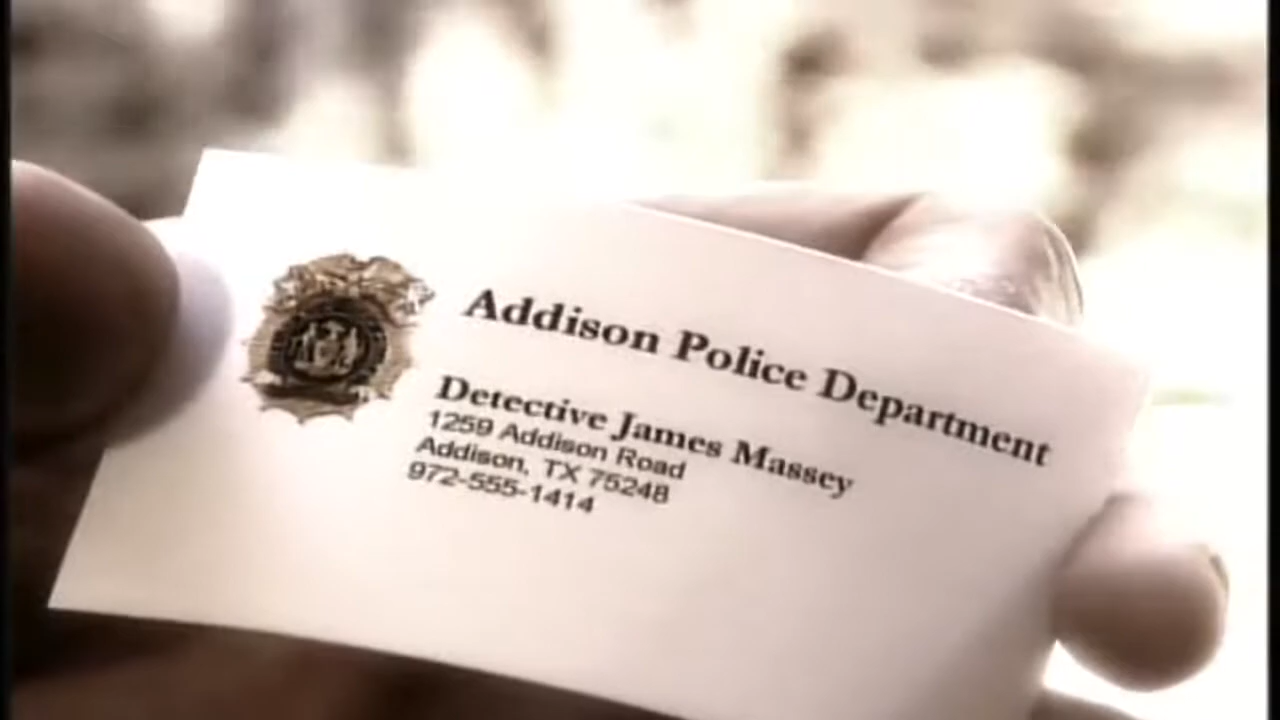 Addison Police Department
Detective James Massey
1259 Addison Road
Addison, TX 75248
972-555-1414